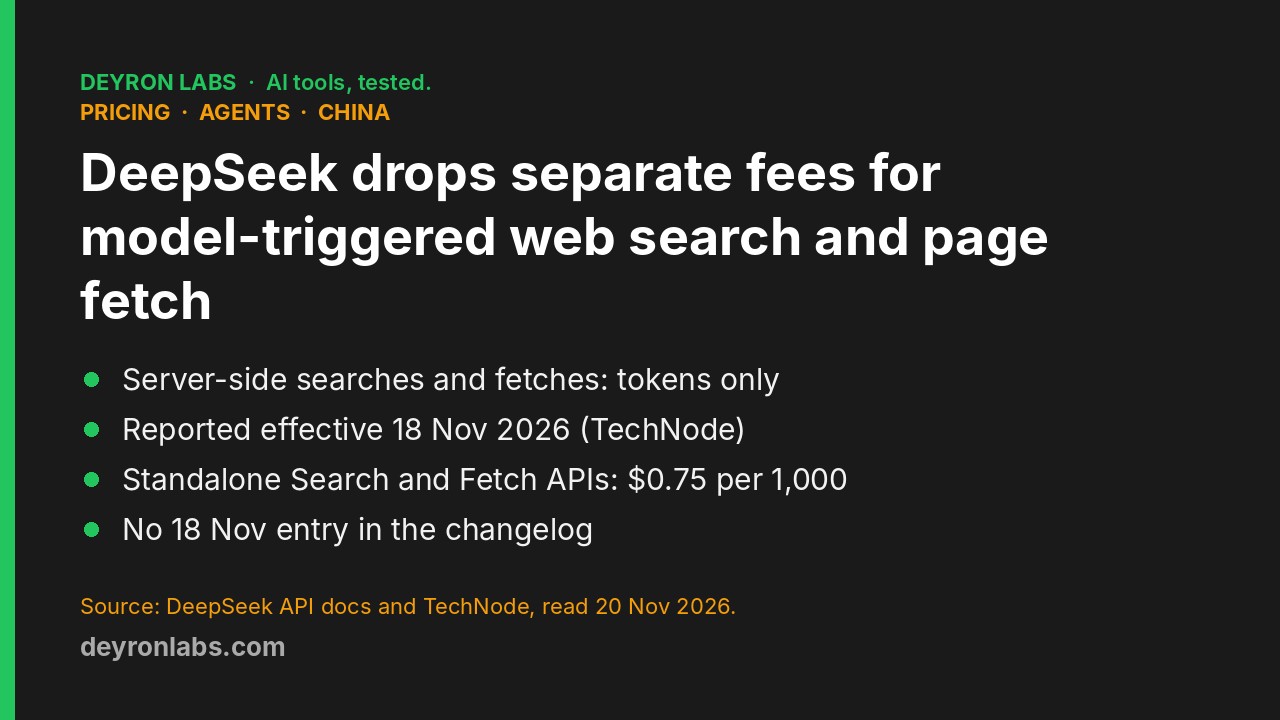 DEYRON LABS · AI tools, tested.
PRICING · AGENTS · CHINA
DeepSeek drops separate fees for
model-triggered web search and page
fetch
Server-side searches and fetches: tokens only
Reported effective 18 Nov 2026 (TechNode)
Standalone Search and Fetch APIs: $0.75 per 1,000
No 18 Nov entry in the changelog
Source: DeepSeek API docs and TechNode, read 20 Nov 2026.
deyronlabs.com